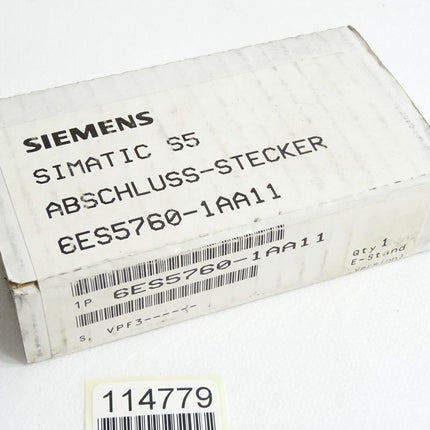 SIEMENS
SIMATIC S5
ABSCHLUSS-STECKER
6ES5760-1AA11
1P 6ES5760-1AA11
Qty 1
E-Stand
S. VPF3------
114779